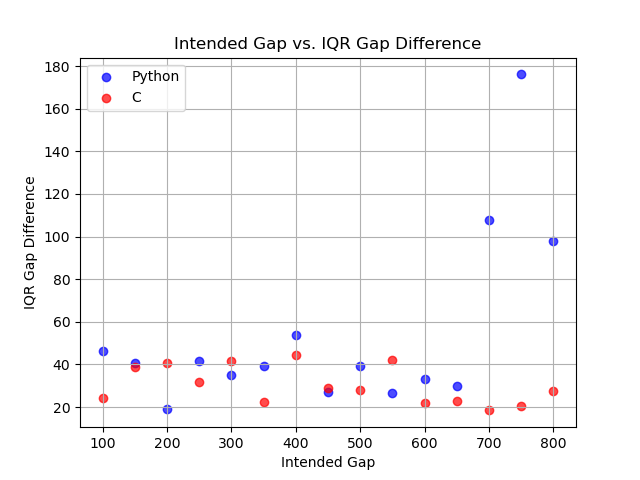 Intended Gap vs. IQR Gap Difference
Python
C
180
160
140
120
100
80
60
40
20
IQR Gap Difference
100 200 300 400 500 600 700 800
Intended Gap